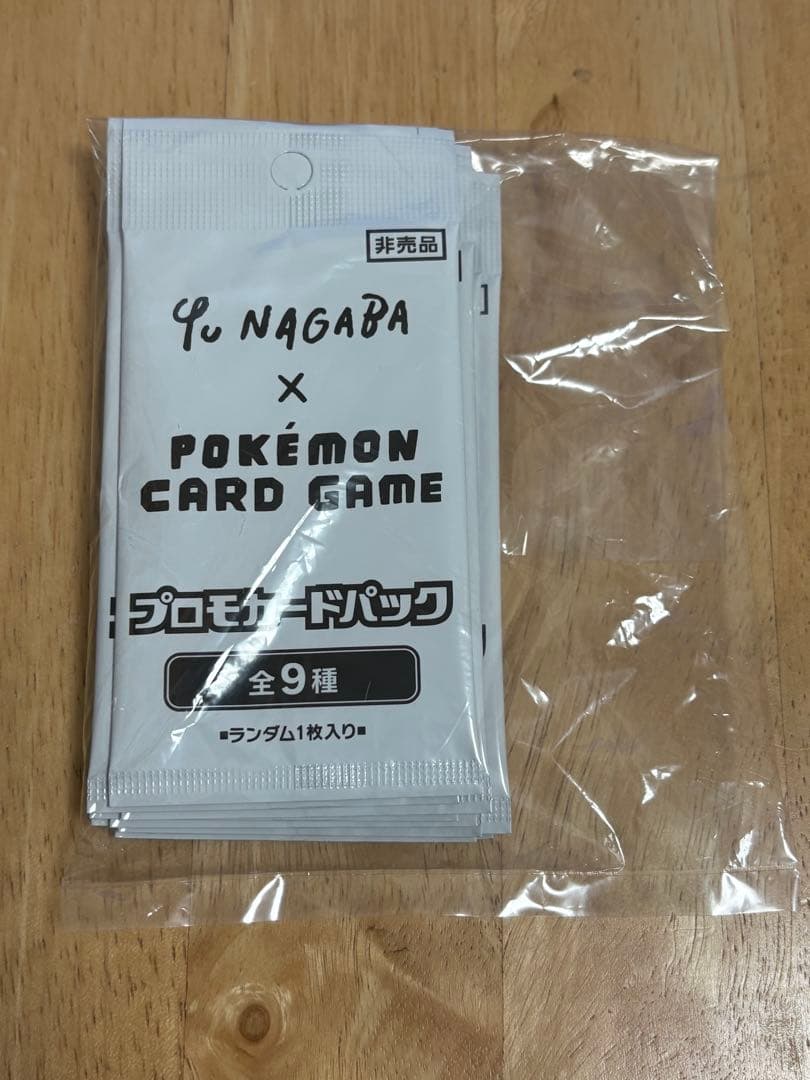 非売品
Yu NAGABA
×
POKÉMON
CARD GAME
プロモカードパック
全9種
■ランダム1枚入り■